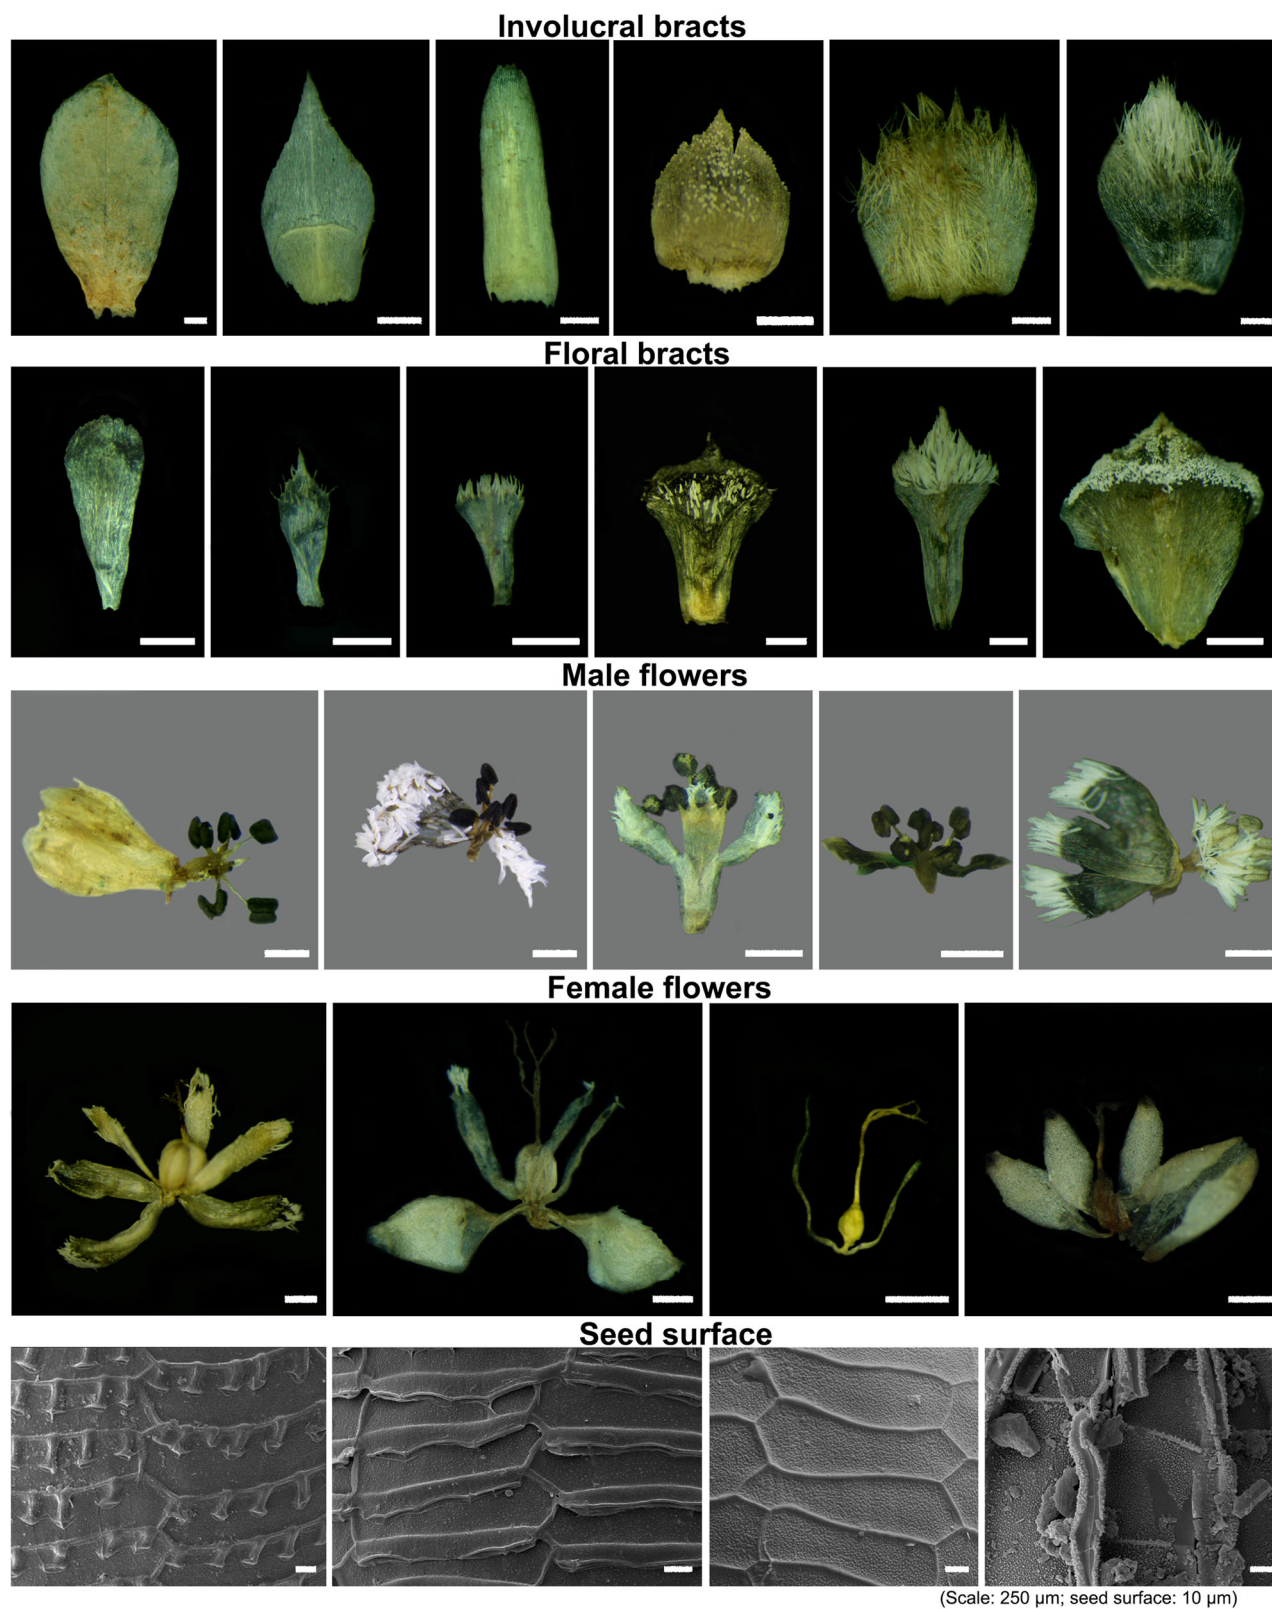 Involucral bracts
Floral bracts
Male flowers
Female flowers
Seed surface
(Scale: 250 µm; seed surface: 10 µm)